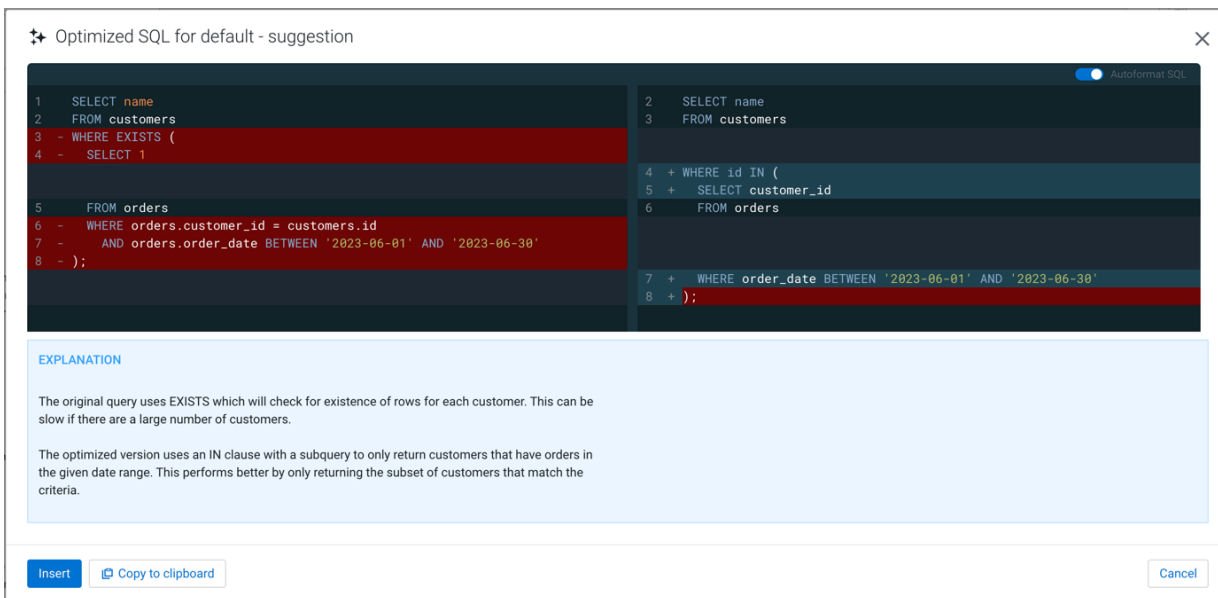 Optimized SQL for default - suggestion
Autoformat SQL
1 SELECT name
2 FROM customers
3 - WHERE EXISTS (
4 - SELECT 1
5 FROM orders
6 - WHERE orders.customer_id = customers.id
7 - AND orders.order_date BETWEEN '2023-06-01' AND '2023-06-30'
8 - );
2 SELECT name
3 FROM customers
4 + WHERE id IN (
5 + SELECT customer_id
6 FROM orders
7 + WHERE order_date BETWEEN '2023-06-01' AND '2023-06-30'
8 + );
EXPLANATION
The original query uses EXISTS which will check for existence of rows for each customer. This can be
slow if there are a large number of customers.
The optimized version uses an IN clause with a subquery to only return customers that have orders in
the given date range. This performs better by only returning the subset of customers that match the
criteria.
Insert
Copy to clipboard
Cancel